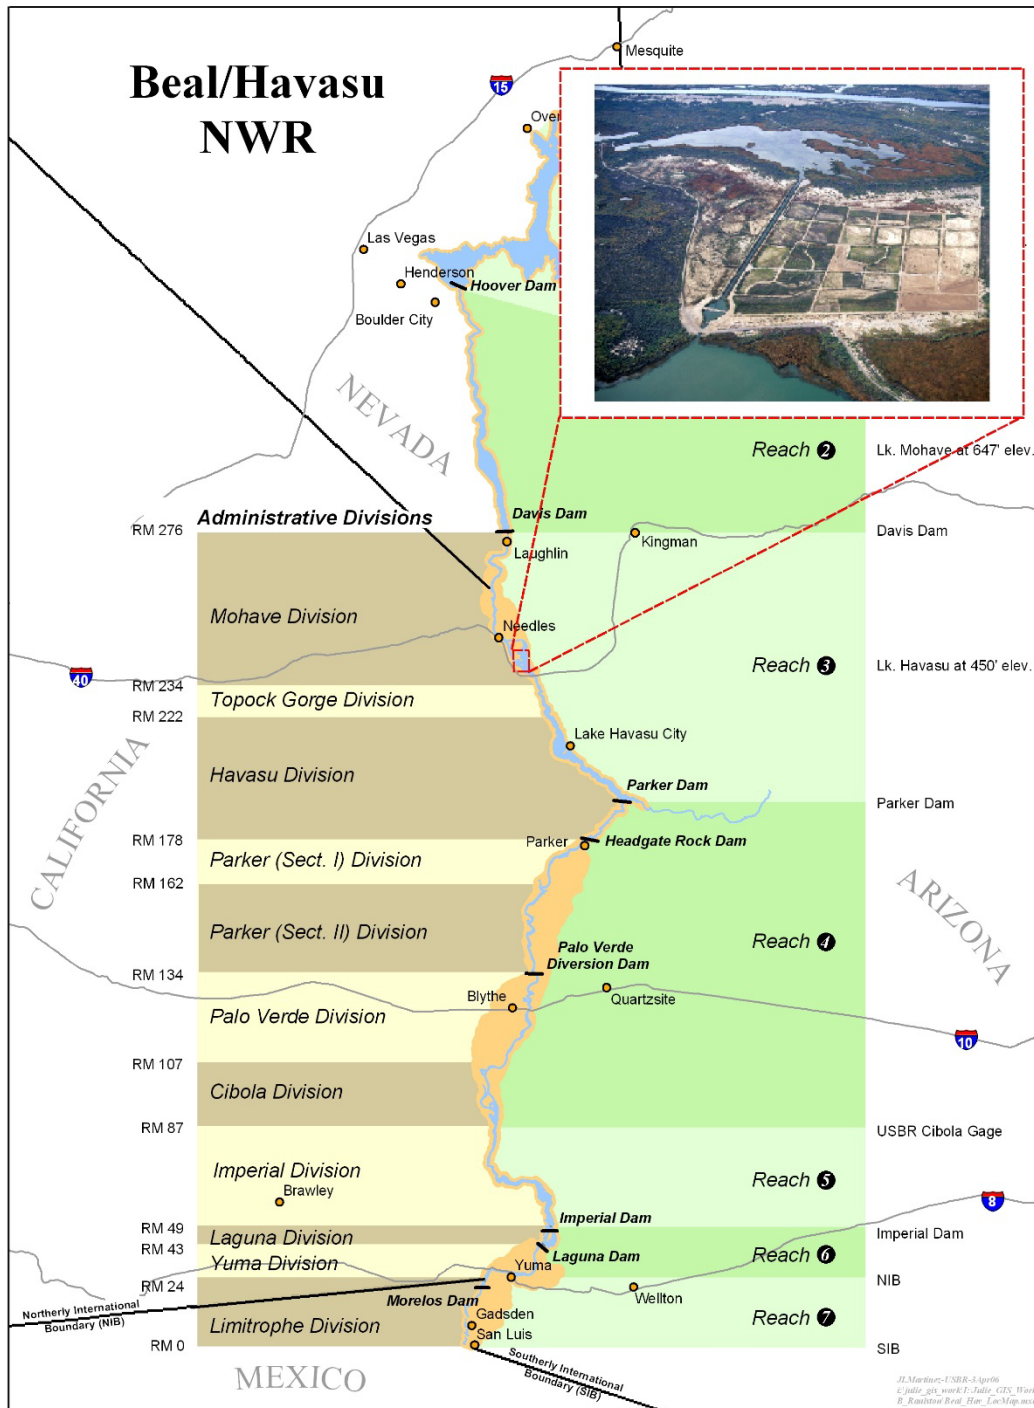 Beal/Havasu
NWR
Mesquite
15
Over
Las Vegas
Henderson
Hoover Dam
Boulder City
NEVADA
Reach 2
Lk. Mohave at 647' elev.
Administrative Divisions
Davis Dam
RM 276
Laughlin
Kingman
Davis Dam
Mohave Division
Needles
Reach 3
Lk. Havasu at 450' elev.
40
RM 234
Topock Gorge Division
RM 222
Lake Havasu City
CALIFORNIA
Havasu Division
Parker Dam
Parker Dam
RM 178
Parker
Headgate Rock Dam
Parker (Sect. I) Division
RM 162
ARIZONA
Parker (Sect. II) Division
Reach 4
Palo Verde
Diversion Dam
RM 134
Blythe
Quartzsite
Palo Verde Division
10
RM 107
Cibola Division
RM 87
USBR Cibola Gage
Imperial Division
Reach 5
Brawley
8
Imperial Dam
RM 49
Imperial Dam
Laguna Division
RM 43
Laguna Dam
Reach 6
Yuma Division
Yuma
RM 24
NIB
Morelos Dam
Wellton
Northerly International
Boundary (NIB)
Gadsden
Reach 7
Limitrophe Division
San Luis
RM 0
SIB
Southerly International
Boundary (SIB)
MEXICO
JLMartinez-USBR-3Apr06